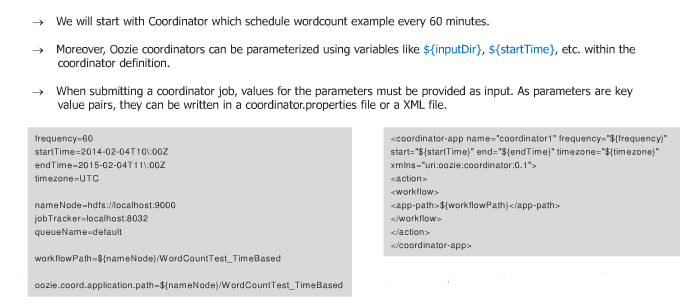 → We will start with Coordinator which schedule wordcount example every 60 minutes.
→ Moreover, Oozie coordinators can be parameterized using variables like ${inputDir}, ${startTime}, etc. within the
coordinator definition.
→ When submitting a coordinator job, values for the parameters must be provided as input. As parameters are key
value pairs, they can be written in a coordinator.properties file or a XML file.
frequency=60
startTime=2014-02-04T10\:00Z
endTime=2015-02-04T11\:00Z
timezone=UTC
nameNode=hdfs://localhost:9000
jobTracker=localhost:8032
queueName=default
workflowPath=${nameNode}/WordCountTest_TimeBased
oozie.coord.application.path=${nameNode}/WordCountTest_TimeBased
<coordinator-app name="coordinator1" frequency="${frequency}"
start="${startTime}" end="${endTime}" timezone="${timezone}"
xmlns="uri:oozie:coordinator:0.1">
<action>
<workflow>
<app-path>${workflowPath}</app-path>
</workflow>
</action>
</coordinator-app>